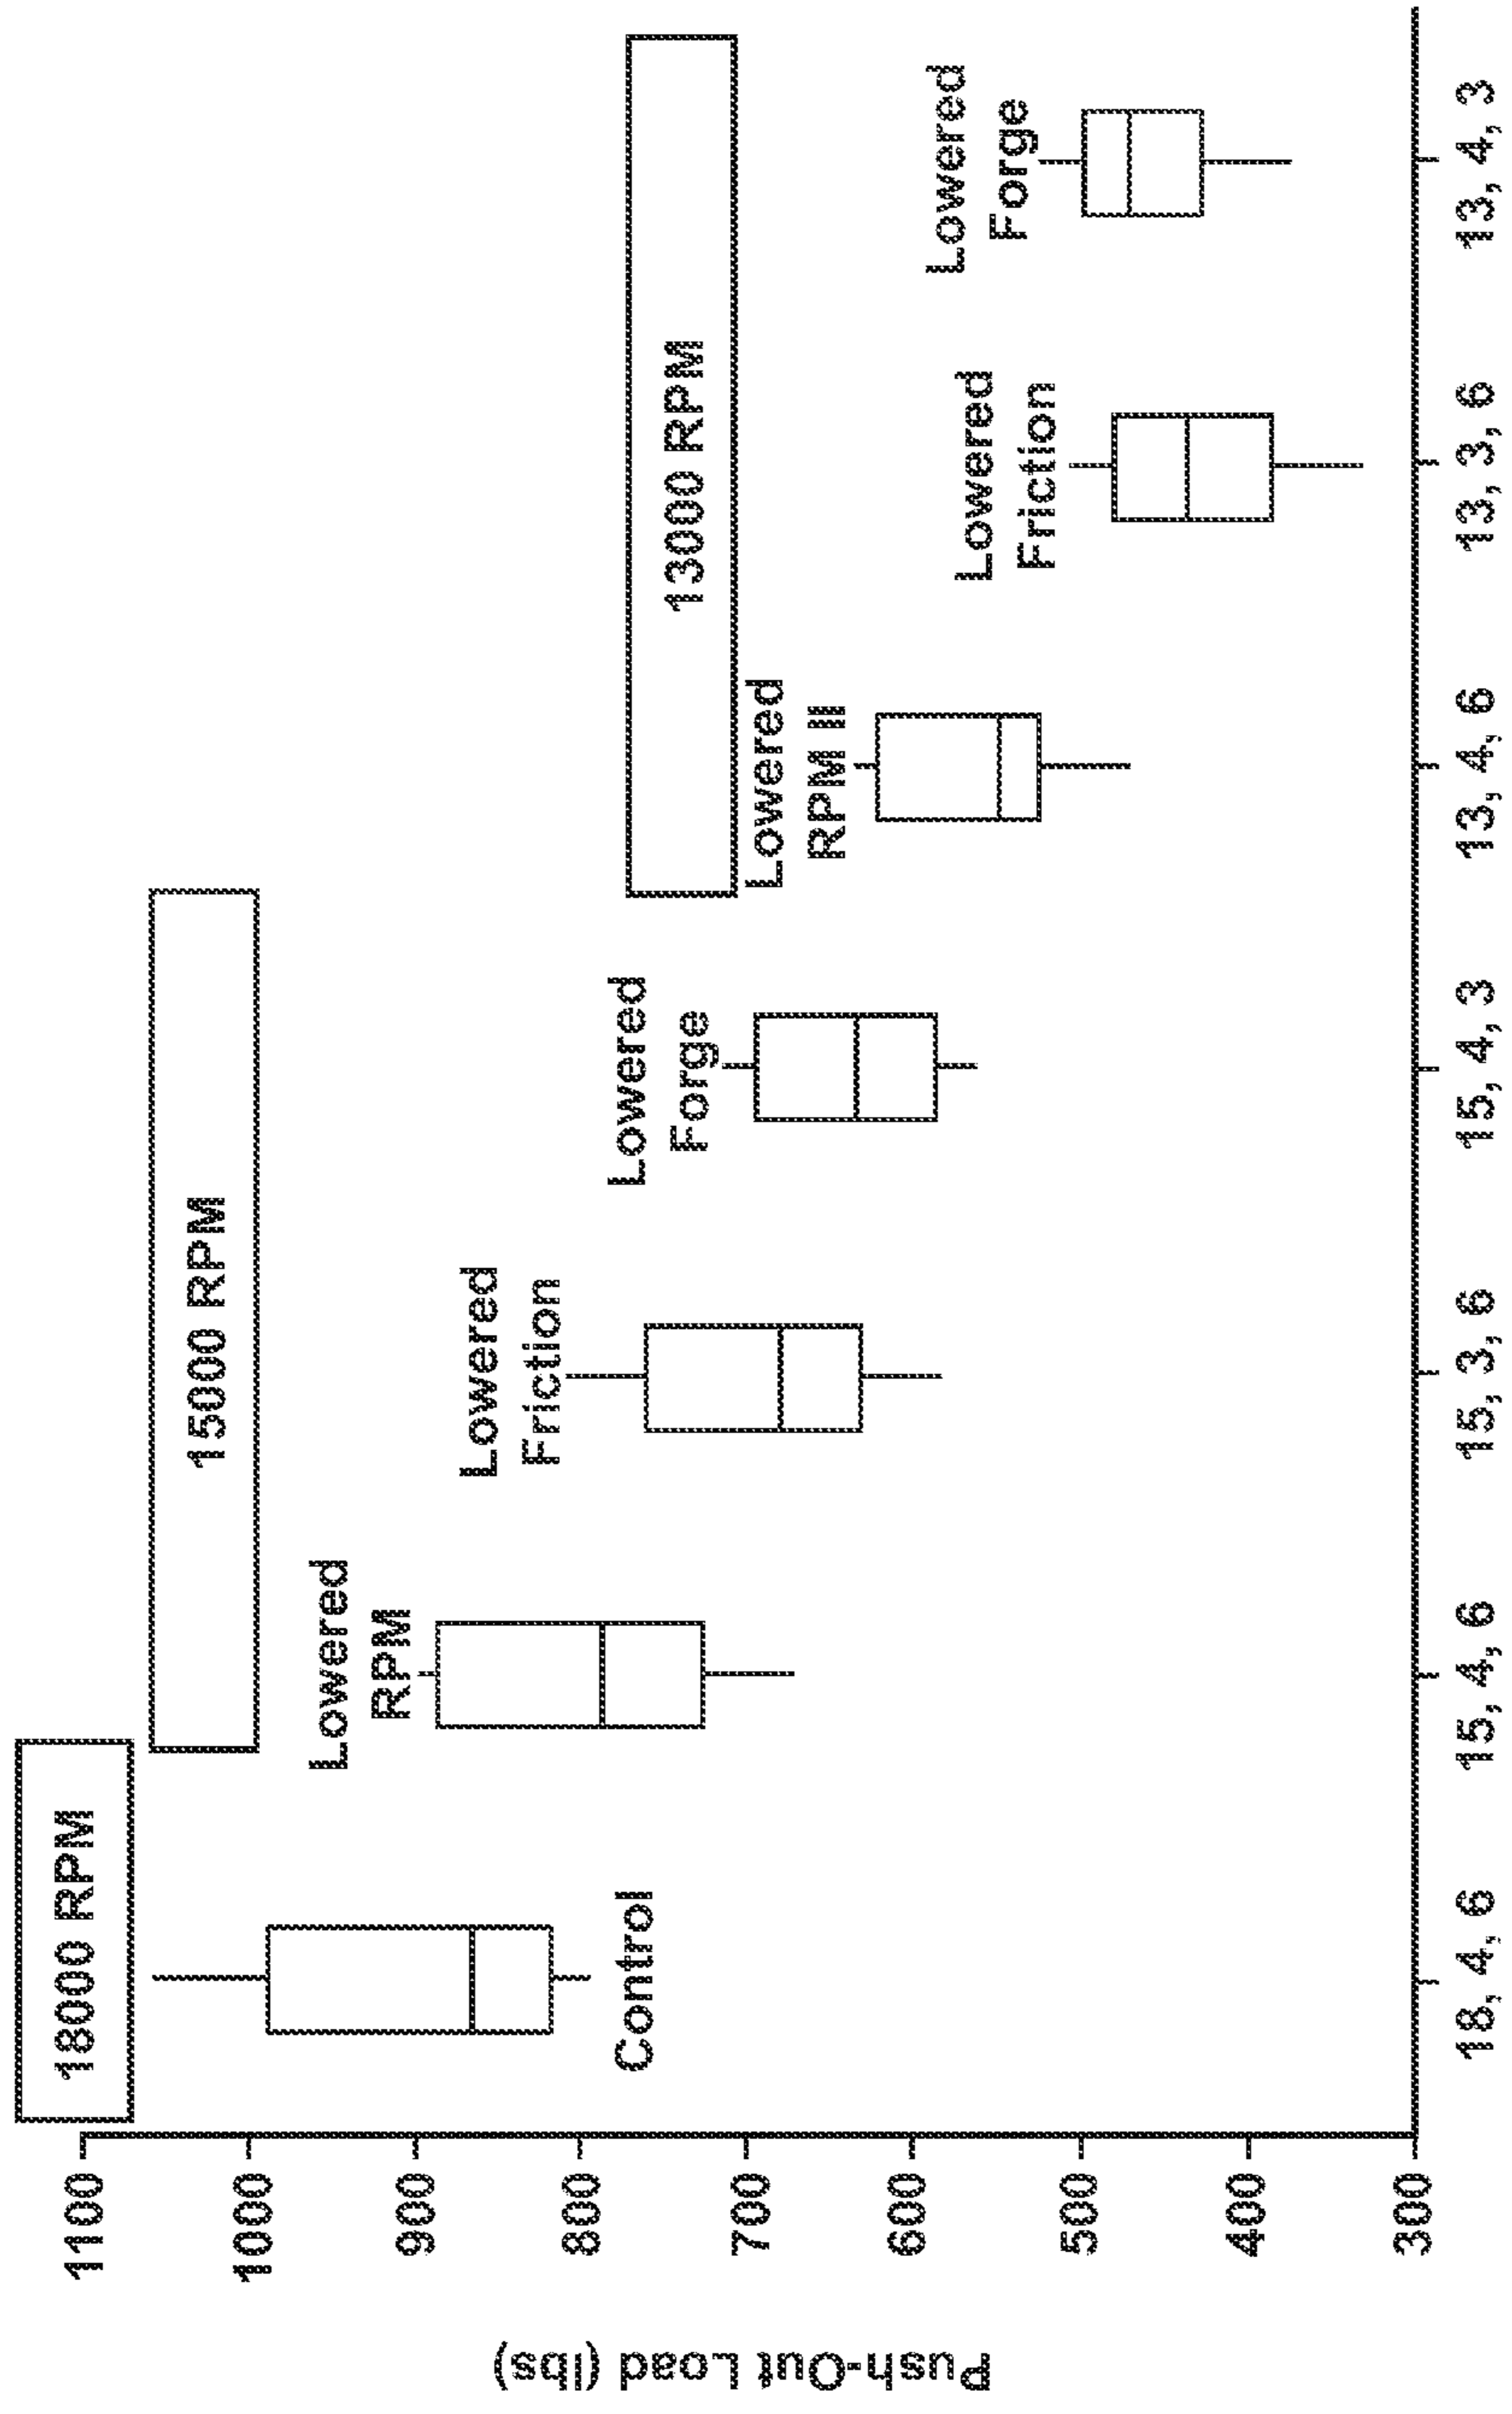 18000 RPM
15000 RPM
13000 RPM
Push-Out Load (lbs)
1100
1000
900
800
700
600
500
400
300
Control
Lowered
RPM
Lowered
Friction
Lowered
Forge
Lowered
RPM II
Lowered
Friction
Lowered
Forge
18, 4, 6
15, 4, 6
15, 3, 6
15, 4, 3
13, 4, 6
13, 3, 6
13, 4, 3